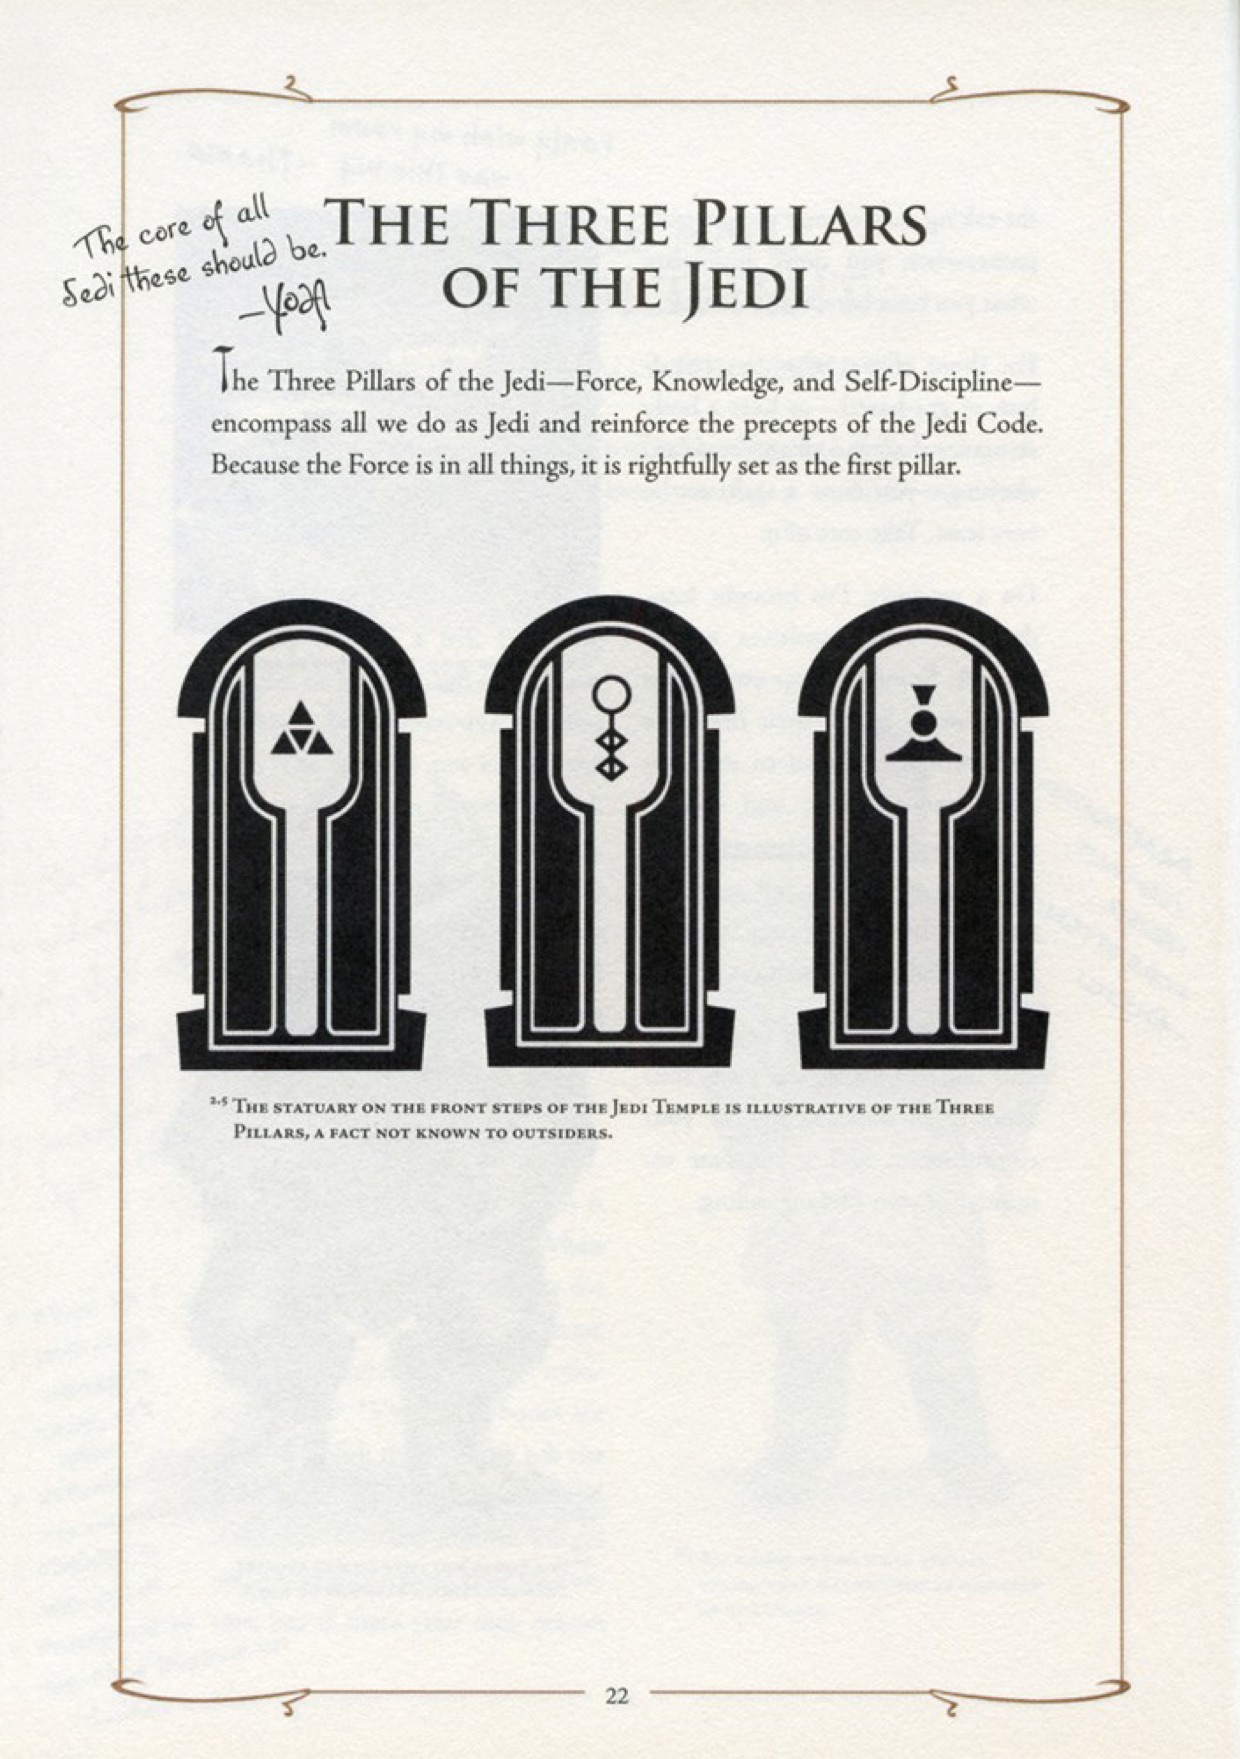 The core of all
Jedi these should be.
—Yoda
THE THREE PILLARS
OF THE JEDI
The Three Pillars of the Jedi—Force, Knowledge, and Self-Discipline—
encompass all we do as Jedi and reinforce the precepts of the Jedi Code.
Because the Force is in all things, it is rightfully set as the first pillar.
2.5 THE STATUARY ON THE FRONT STEPS OF THE JEDI TEMPLE IS ILLUSTRATIVE OF THE THREE
PILLARS, A FACT NOT KNOWN TO OUTSIDERS.
22